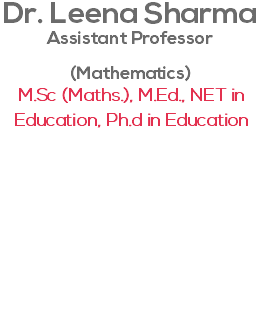 Dr. Leena Sharma
Assistant Professor
(Mathematics)
M.Sc (Maths.), M.Ed., NET in
Education, Ph.d in Education